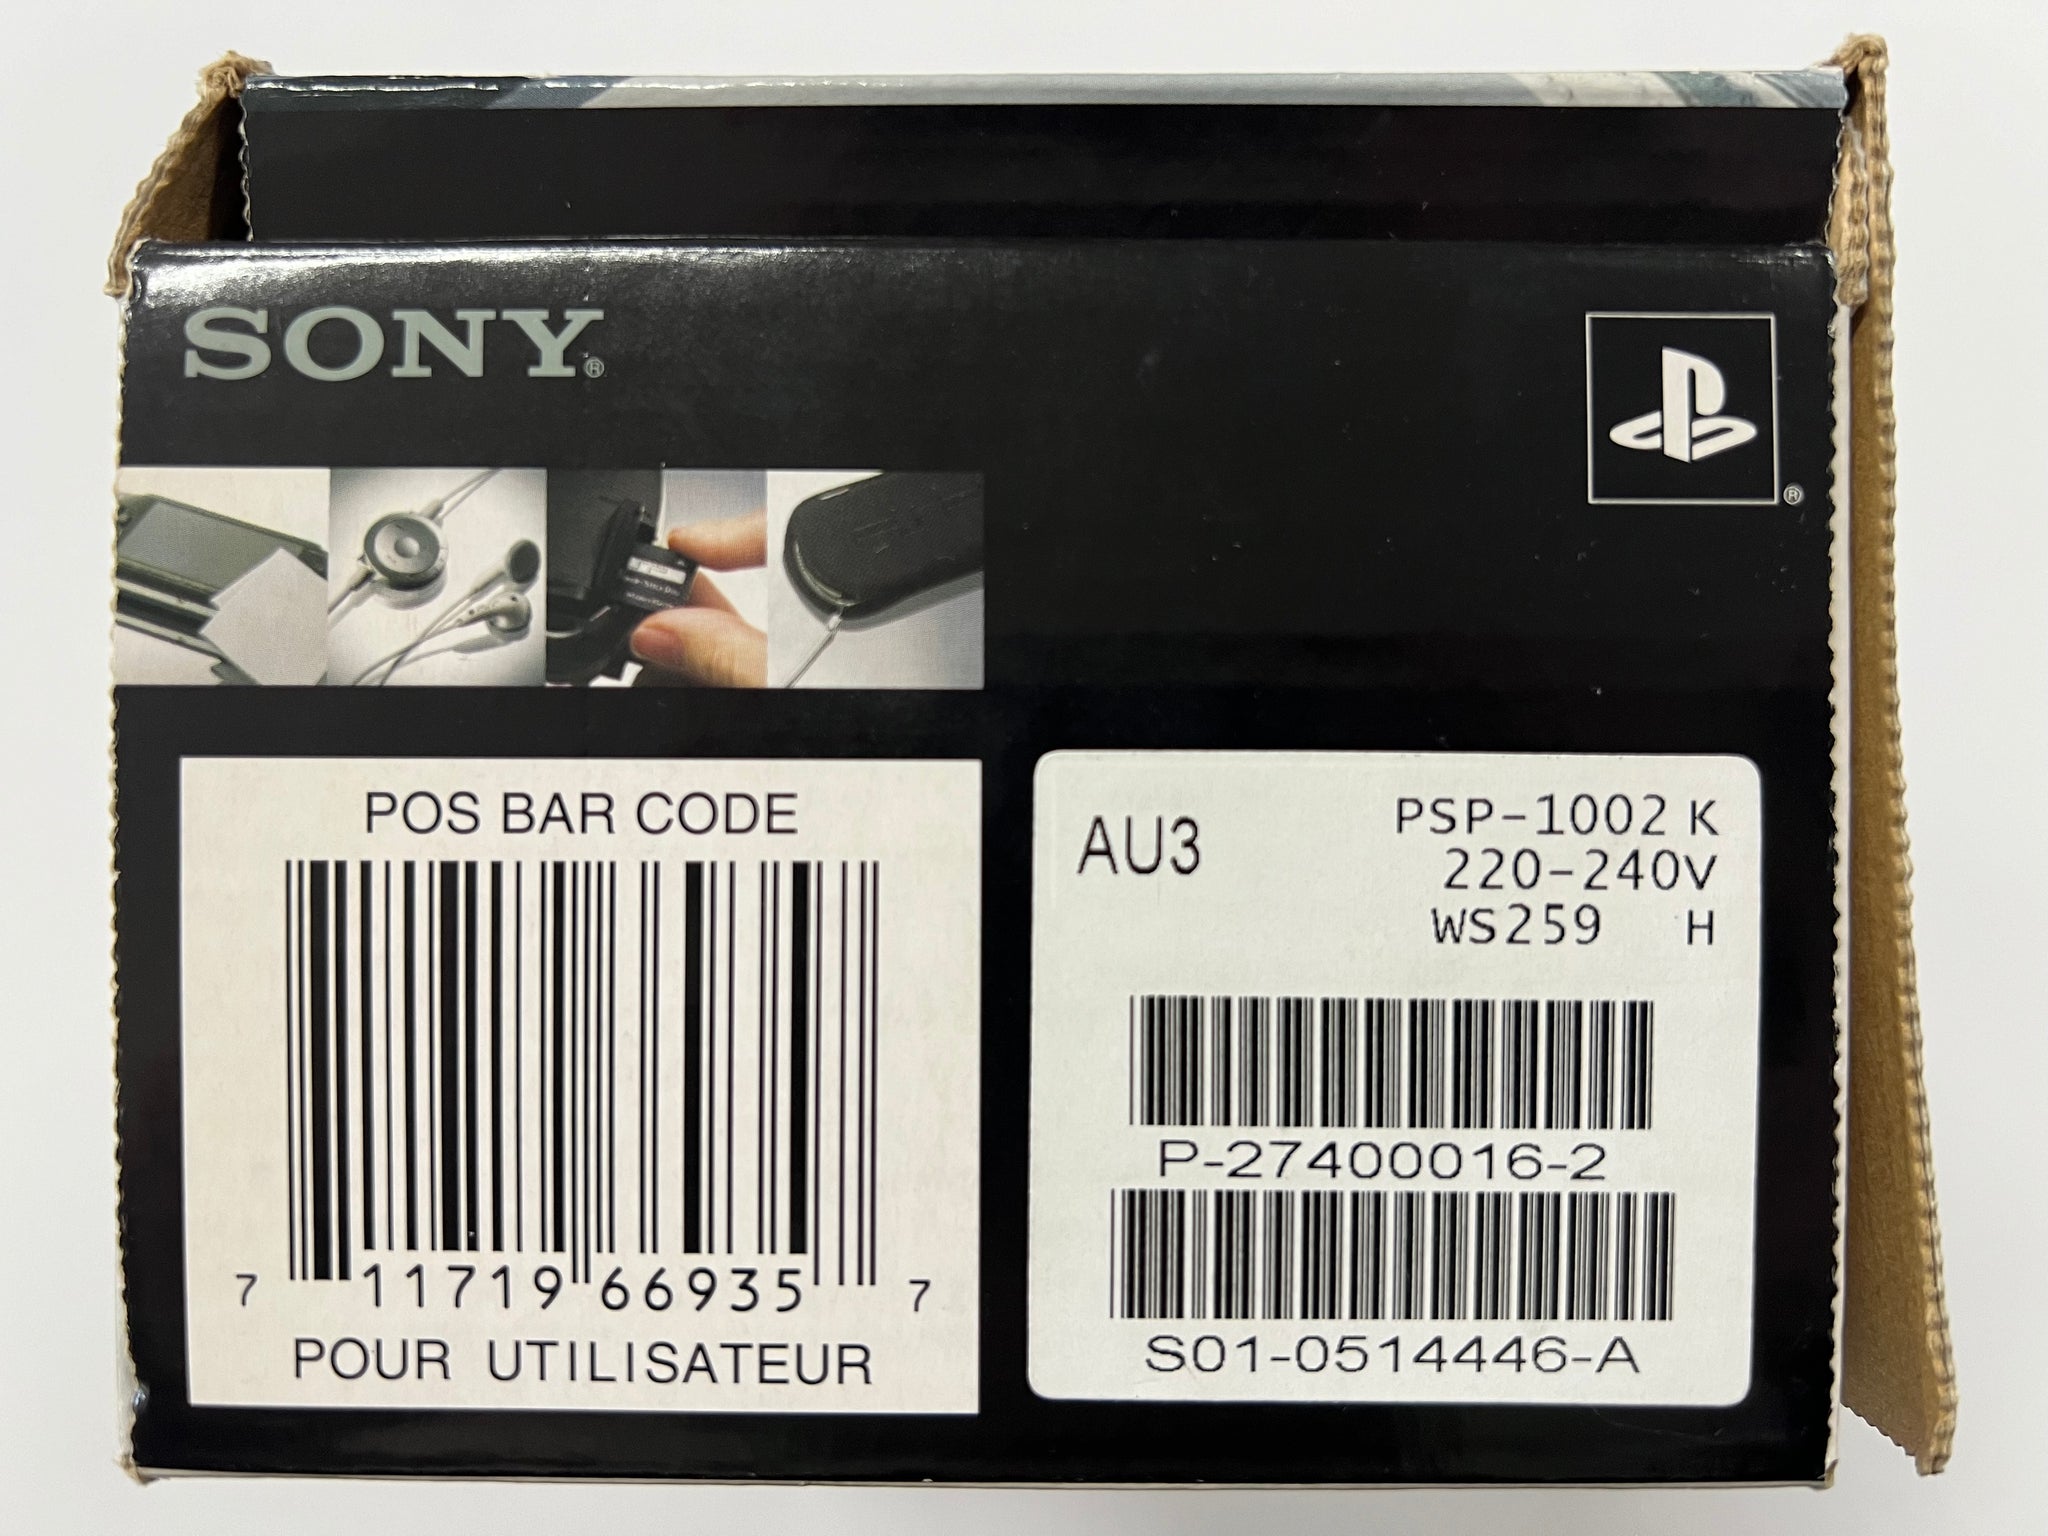 SONY®
®
POS BAR CODE
7 11719 66935 7
POUR UTILISATEUR
AU3
PSP-1002 K
220-240V
WS259 H
P-27400016-2
S01-0514446-A